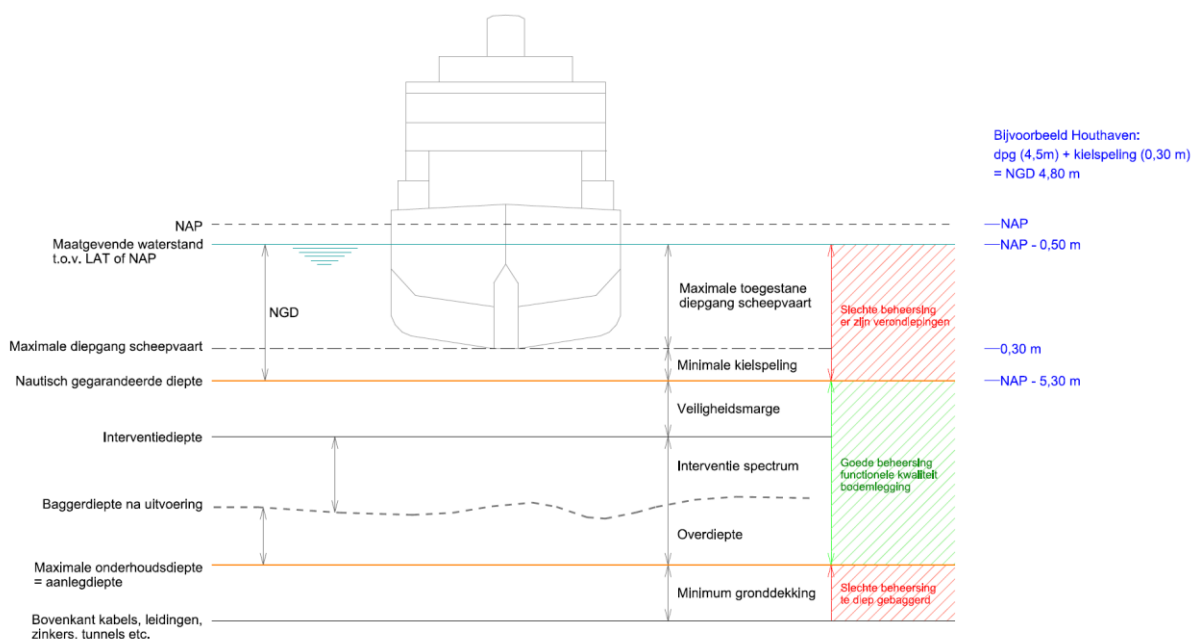 Bijvoorbeeld Houthaven:
dpg (4,5m) + kielspeling (0,30 m)
= NGD 4,80 m
NAP
NAP
Maatgevende waterstand
t.o.v. LAT of NAP
NAP - 0,50 m
Maximale toegestane
diepgang scheepvaart
NGD
Slechte beheersing
er zijn verondiepingen
Maximale diepgang scheepvaart
0,30 m
Minimale kielspeling
Nautisch gegarandeerde diepte
NAP - 5,30 m
Veiligheidsmarge
Interventiediepte
Interventie spectrum
Goede beheersing
functionele kwaliteit
bodemlegging
Baggerdiepte na uitvoering
Overdiepte
Maximale onderhoudsdiepte
= aanlegdiepte
Minimum gronddekking
Slechte beheersing
te diep gebaggerd
Bovenkant kabels, leidingen,
zinkers, tunnels etc.